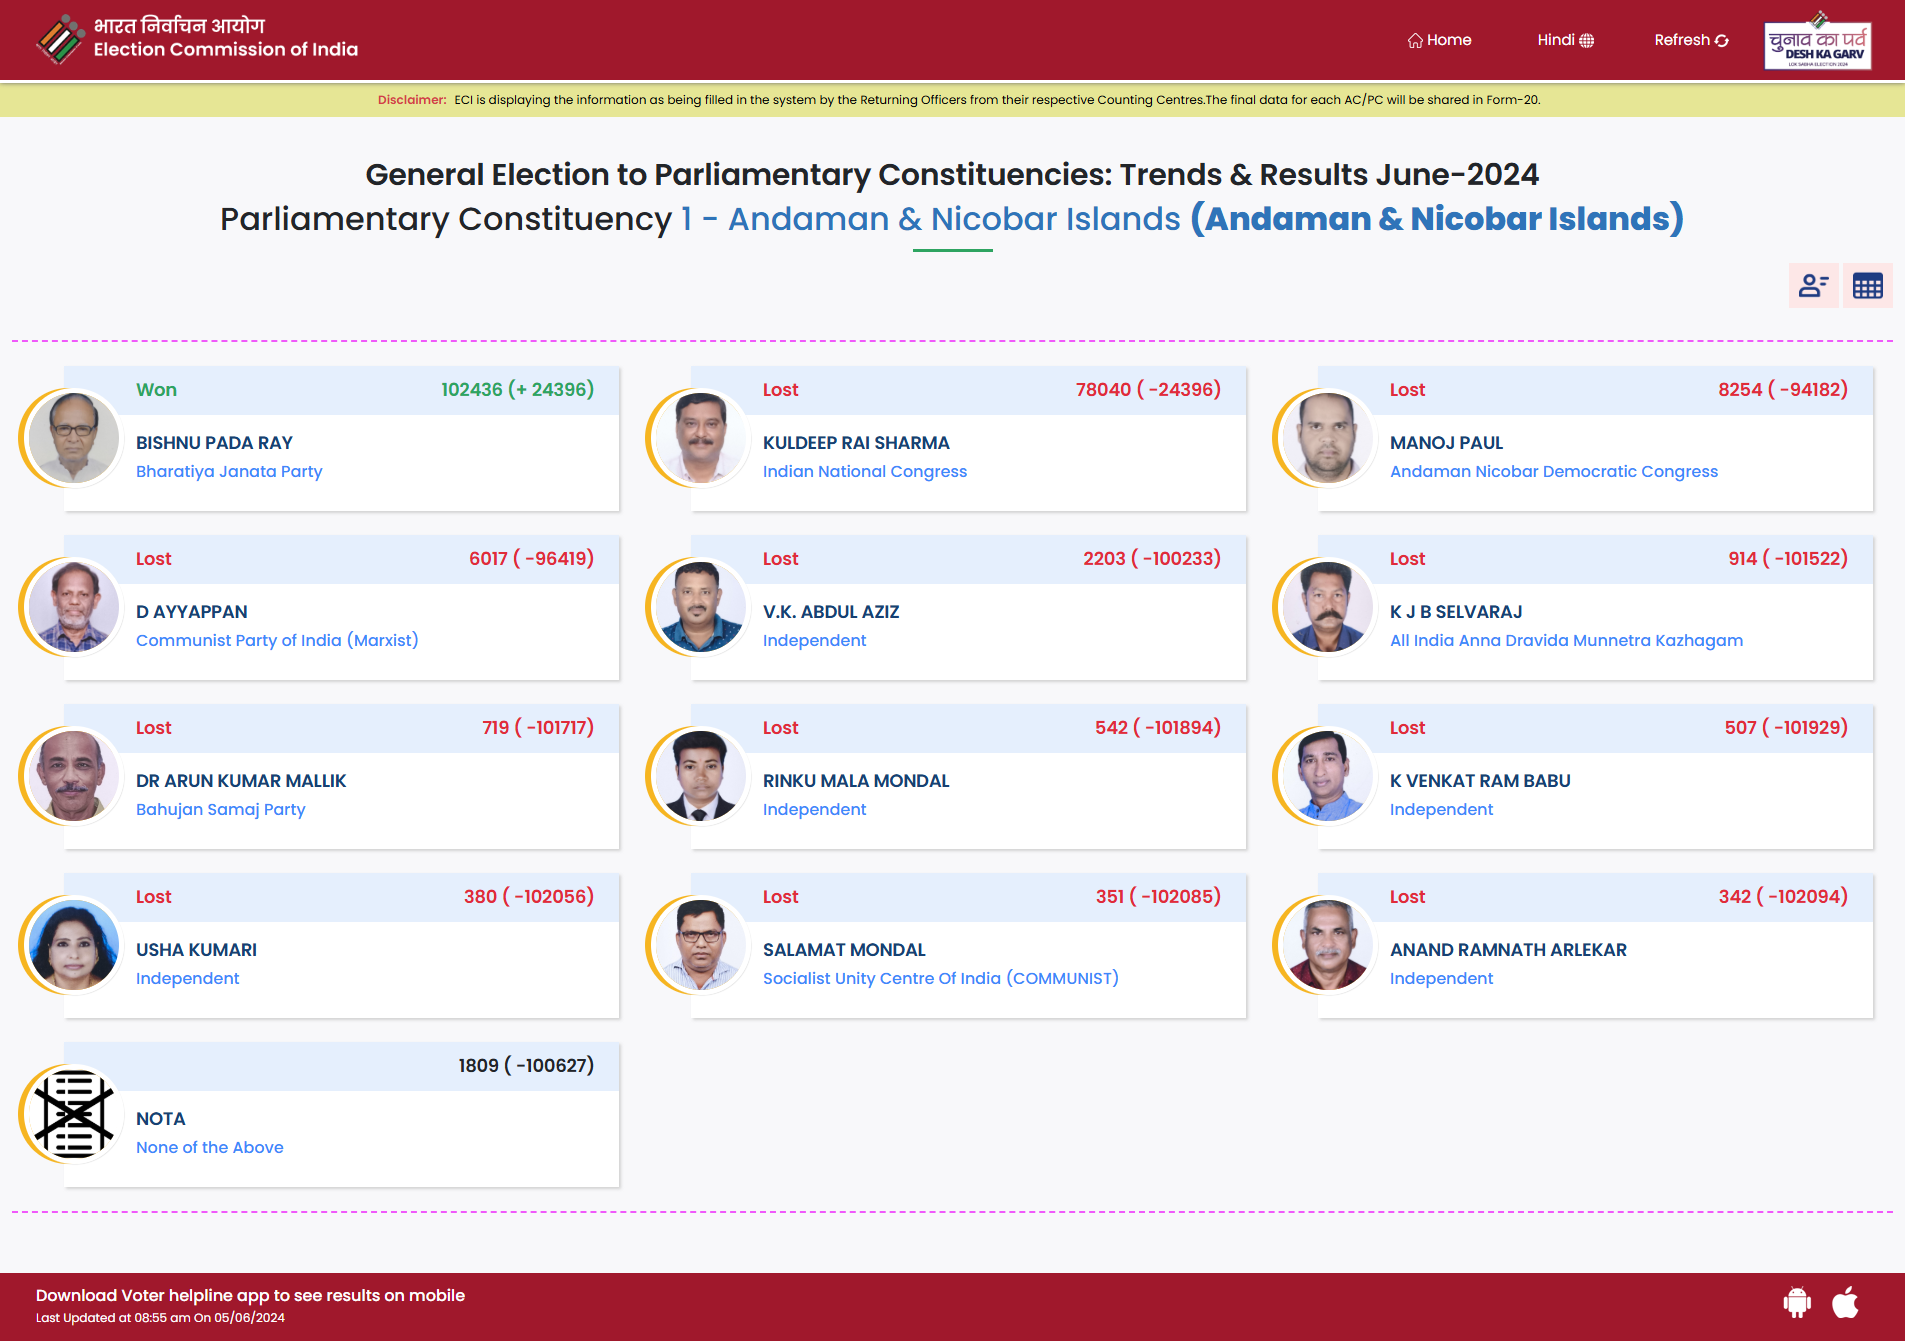 भारत निर्वाचन आयोग
Election Commission of India
Home
Hindi
Refresh
चुनाव का पर्व
DESH KA GARV
LOK SABHA ELECTION 2024
Disclaimer: ECI is displaying the information as being filled in the system by the Returning Officers from their respective Counting Centres.The final data for each AC/PC will be shared in Form-20.
General Election to Parliamentary Constituencies: Trends & Results June-2024
Parliamentary Constituency 1 - Andaman & Nicobar Islands (Andaman & Nicobar Islands)
Won 102436 (+ 24396)
BISHNU PADA RAY
Bharatiya Janata Party
Lost 78040 ( -24396)
KULDEEP RAI SHARMA
Indian National Congress
Lost 8254 ( -94182)
MANOJ PAUL
Andaman Nicobar Democratic Congress
Lost 6017 ( -96419)
D AYYAPPAN
Communist Party of India (Marxist)
Lost 2203 ( -100233)
V.K. ABDUL AZIZ
Independent
Lost 914 ( -101522)
K J B SELVARAJ
All India Anna Dravida Munnetra Kazhagam
Lost 719 ( -101717)
DR ARUN KUMAR MALLIK
Bahujan Samaj Party
Lost 542 ( -101894)
RINKU MALA MONDAL
Independent
Lost 507 ( -101929)
K VENKAT RAM BABU
Independent
Lost 380 ( -102056)
USHA KUMARI
Independent
Lost 351 ( -102085)
SALAMAT MONDAL
Socialist Unity Centre Of India (COMMUNIST)
Lost 342 ( -102094)
ANAND RAMNATH ARLEKAR
Independent
1809 ( -100627)
NOTA
None of the Above
Download Voter helpline app to see results on mobile
Last Updated at 08:55 am On 05/06/2024